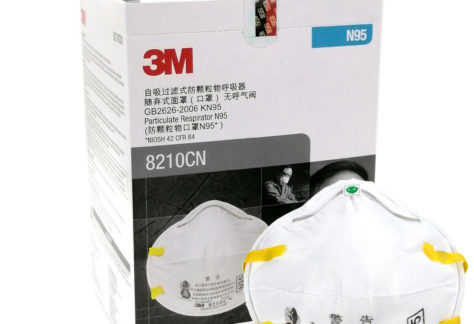 N95
3M
自吸过滤式防颗粒物呼吸器
随弃式面罩（口罩）无呼气阀
GB2626-2006 KN95
Particulate Respirator N95
(防颗粒物口罩N95*)
*NIOSH 42 CFR 84
8210CN
警告
8210CN
警告